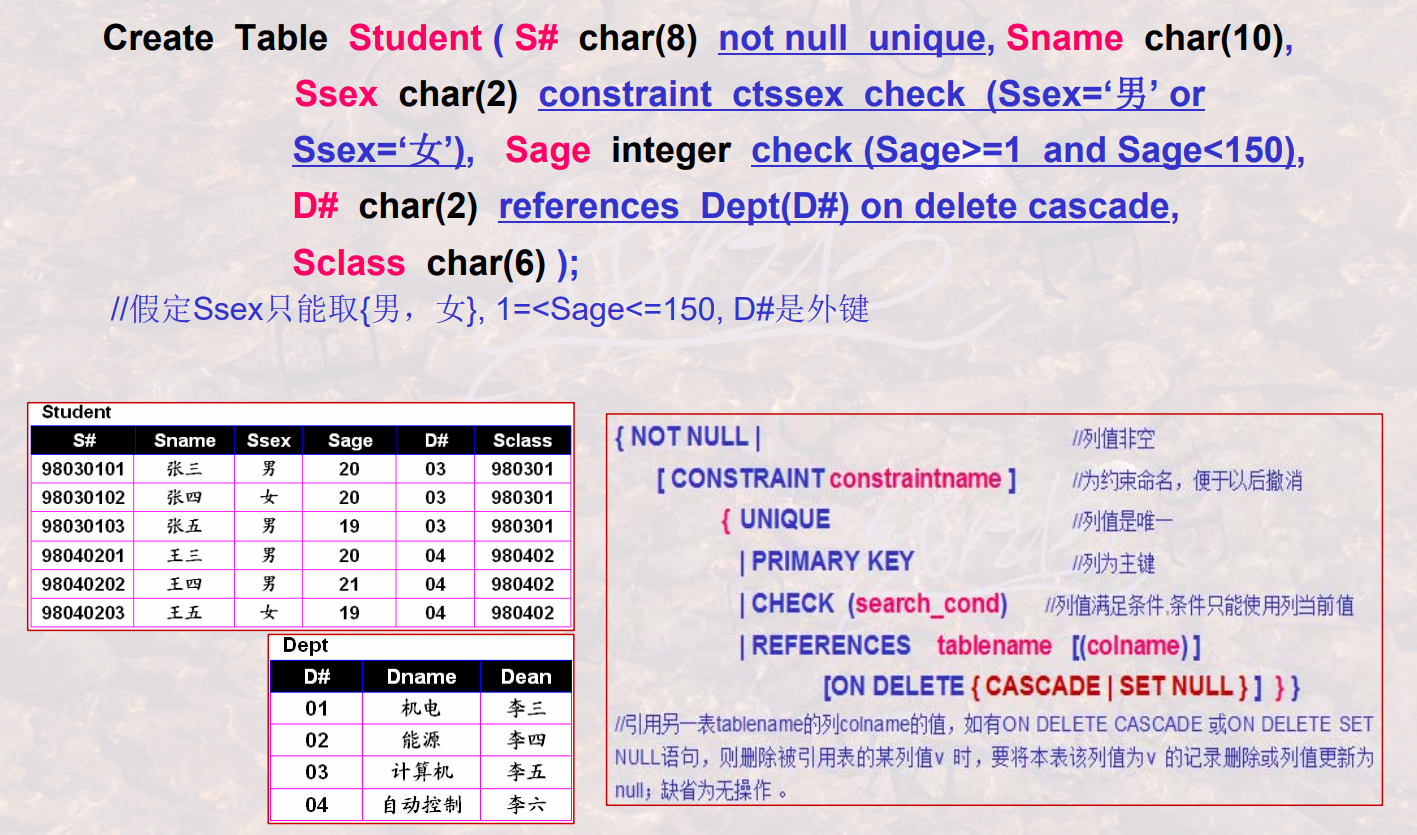 Create Table Student ( S# char(8) not null unique, Sname char(10),
Ssex char(2) constraint ctssex check (Ssex=‘男’ or
Ssex=‘女’), Sage integer check (Sage>=1 and Sage<150),
D# char(2) references Dept(D#) on delete cascade,
Sclass char(6) );
//假定Ssex只能取{男，女}, 1=<Sage<=150, D#是外键
Student
S# Sname Ssex Sage D# Sclass
98030101 张三 男 20 03 980301
98030102 张四 女 20 03 980301
98030103 张五 男 19 03 980301
98040201 王三 男 20 04 980402
98040202 王四 男 21 04 980402
98040203 王五 女 19 04 980402
Dept
D# Dname Dean
01 机电 李三
02 能源 李四
03 计算机 李五
04 自动控制 李六
{ NOT NULL | //列值非空
[ CONSTRAINT constraintname ] //为约束命名，便于以后撤消
{ UNIQUE //列值是唯一
| PRIMARY KEY //列为主键
| CHECK (search_cond) //列值满足条件,条件只能使用列当前值
| REFERENCES tablename [(colname) ]
[ON DELETE { CASCADE | SET NULL } ] } }
//引用另一表tablename的列colname的值，如有ON DELETE CASCADE 或ON DELETE SET
NULL语句，则删除被引用表的某列值v 时，要将本表该列值为v 的记录删除或列值更新为
null；缺省为无操作 。